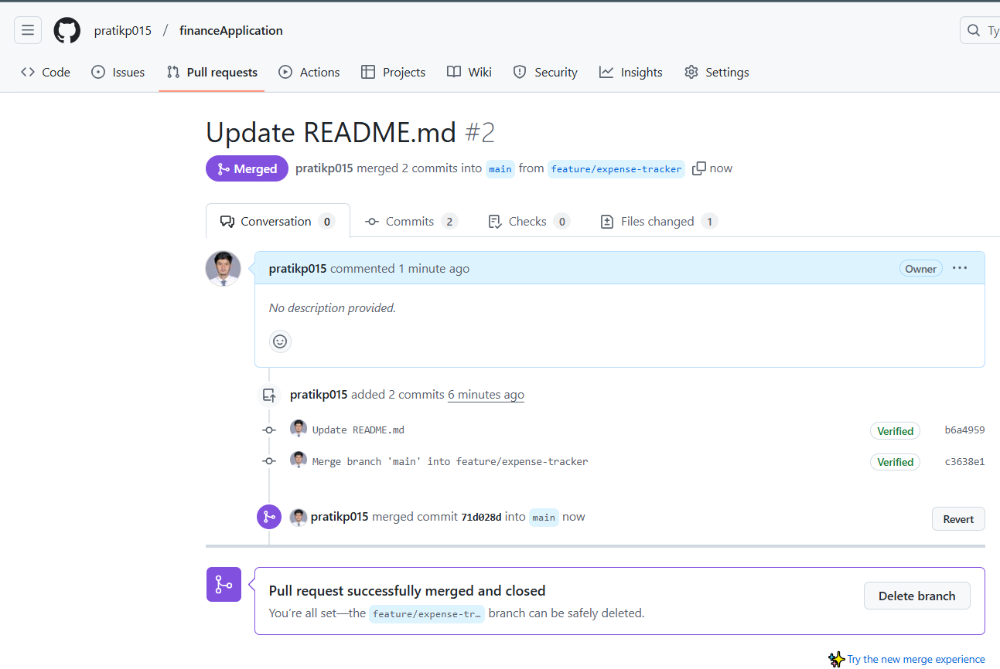 pratikp015 / financeApplication
Ty
Code Issues Pull requests Actions Projects Wiki Security Insights Settings
Update README.md #2
Merged pratikp015 merged 2 commits into main from feature/expense-tracker now
Conversation 0 Commits 2 Checks 0 Files changed 1
pratikp015 commented 1 minute ago Owner ...
No description provided.
pratikp015 added 2 commits 6 minutes ago
Update README.md Verified b6a4959
Merge branch 'main' into feature/expense-tracker Verified c3638e1
pratikp015 merged commit 71d028d into main now Revert
Pull request successfully merged and closed
You're all set—the feature/expense-tr… branch can be safely deleted.
Delete branch
Try the new merge experience